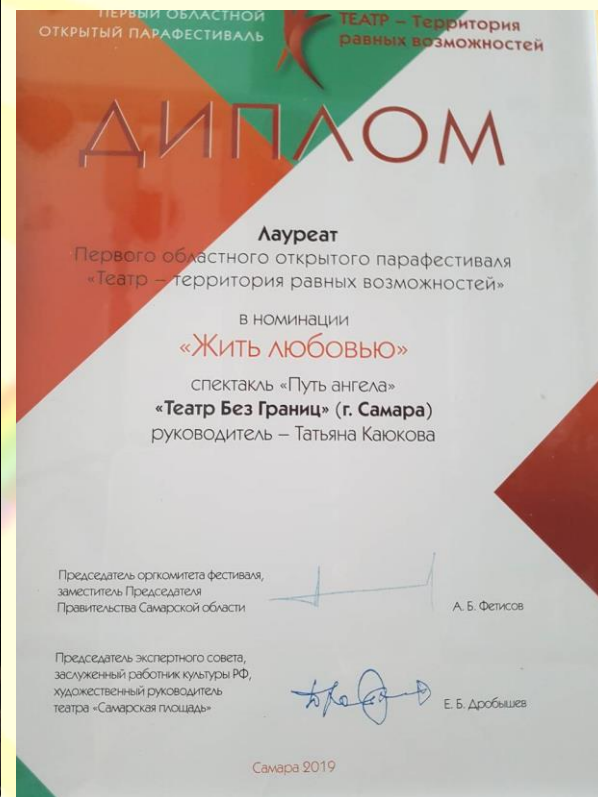 ПЕРВЫЙ ОБЛАСТНОЙ
ОТКРЫТЫЙ ПАРАФЕСТИВАЛЬ
ТЕАТР – Территория
равных возможностей
ДИПЛОМ
Лауреат
Первого областного открытого парафестиваля
«Театр – территория равных возможностей»
в номинации
«Жить любовью»
спектакль «Путь ангела»
«Театр Без Границ» (г. Самара)
руководитель – Татьяна Каюкова
Председатель оргкомитета фестиваля,
заместитель Председателя
Правительства Самарской области
А. Б. Фетисов
Председатель экспертного совета,
заслуженный работник культуры РФ,
художественный руководитель
театра «Самарская площадь»
Е. Б. Дробышев
Самара 2019